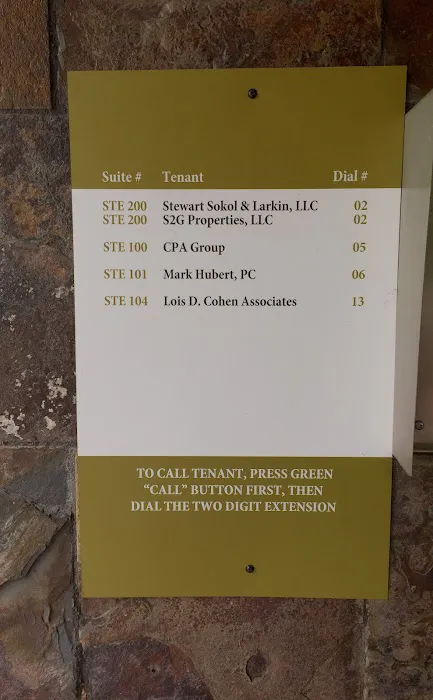 Suite # Tenant Dial #
STE 200 Stewart Sokol & Larkin, LLC 02
STE 200 S2G Properties, LLC 02
STE 100 CPA Group 05
STE 101 Mark Hubert, PC 06
STE 104 Lois D. Cohen Associates 13
TO CALL TENANT, PRESS GREEN
“CALL” BUTTON FIRST, THEN
DIAL THE TWO DIGIT EXTENSION